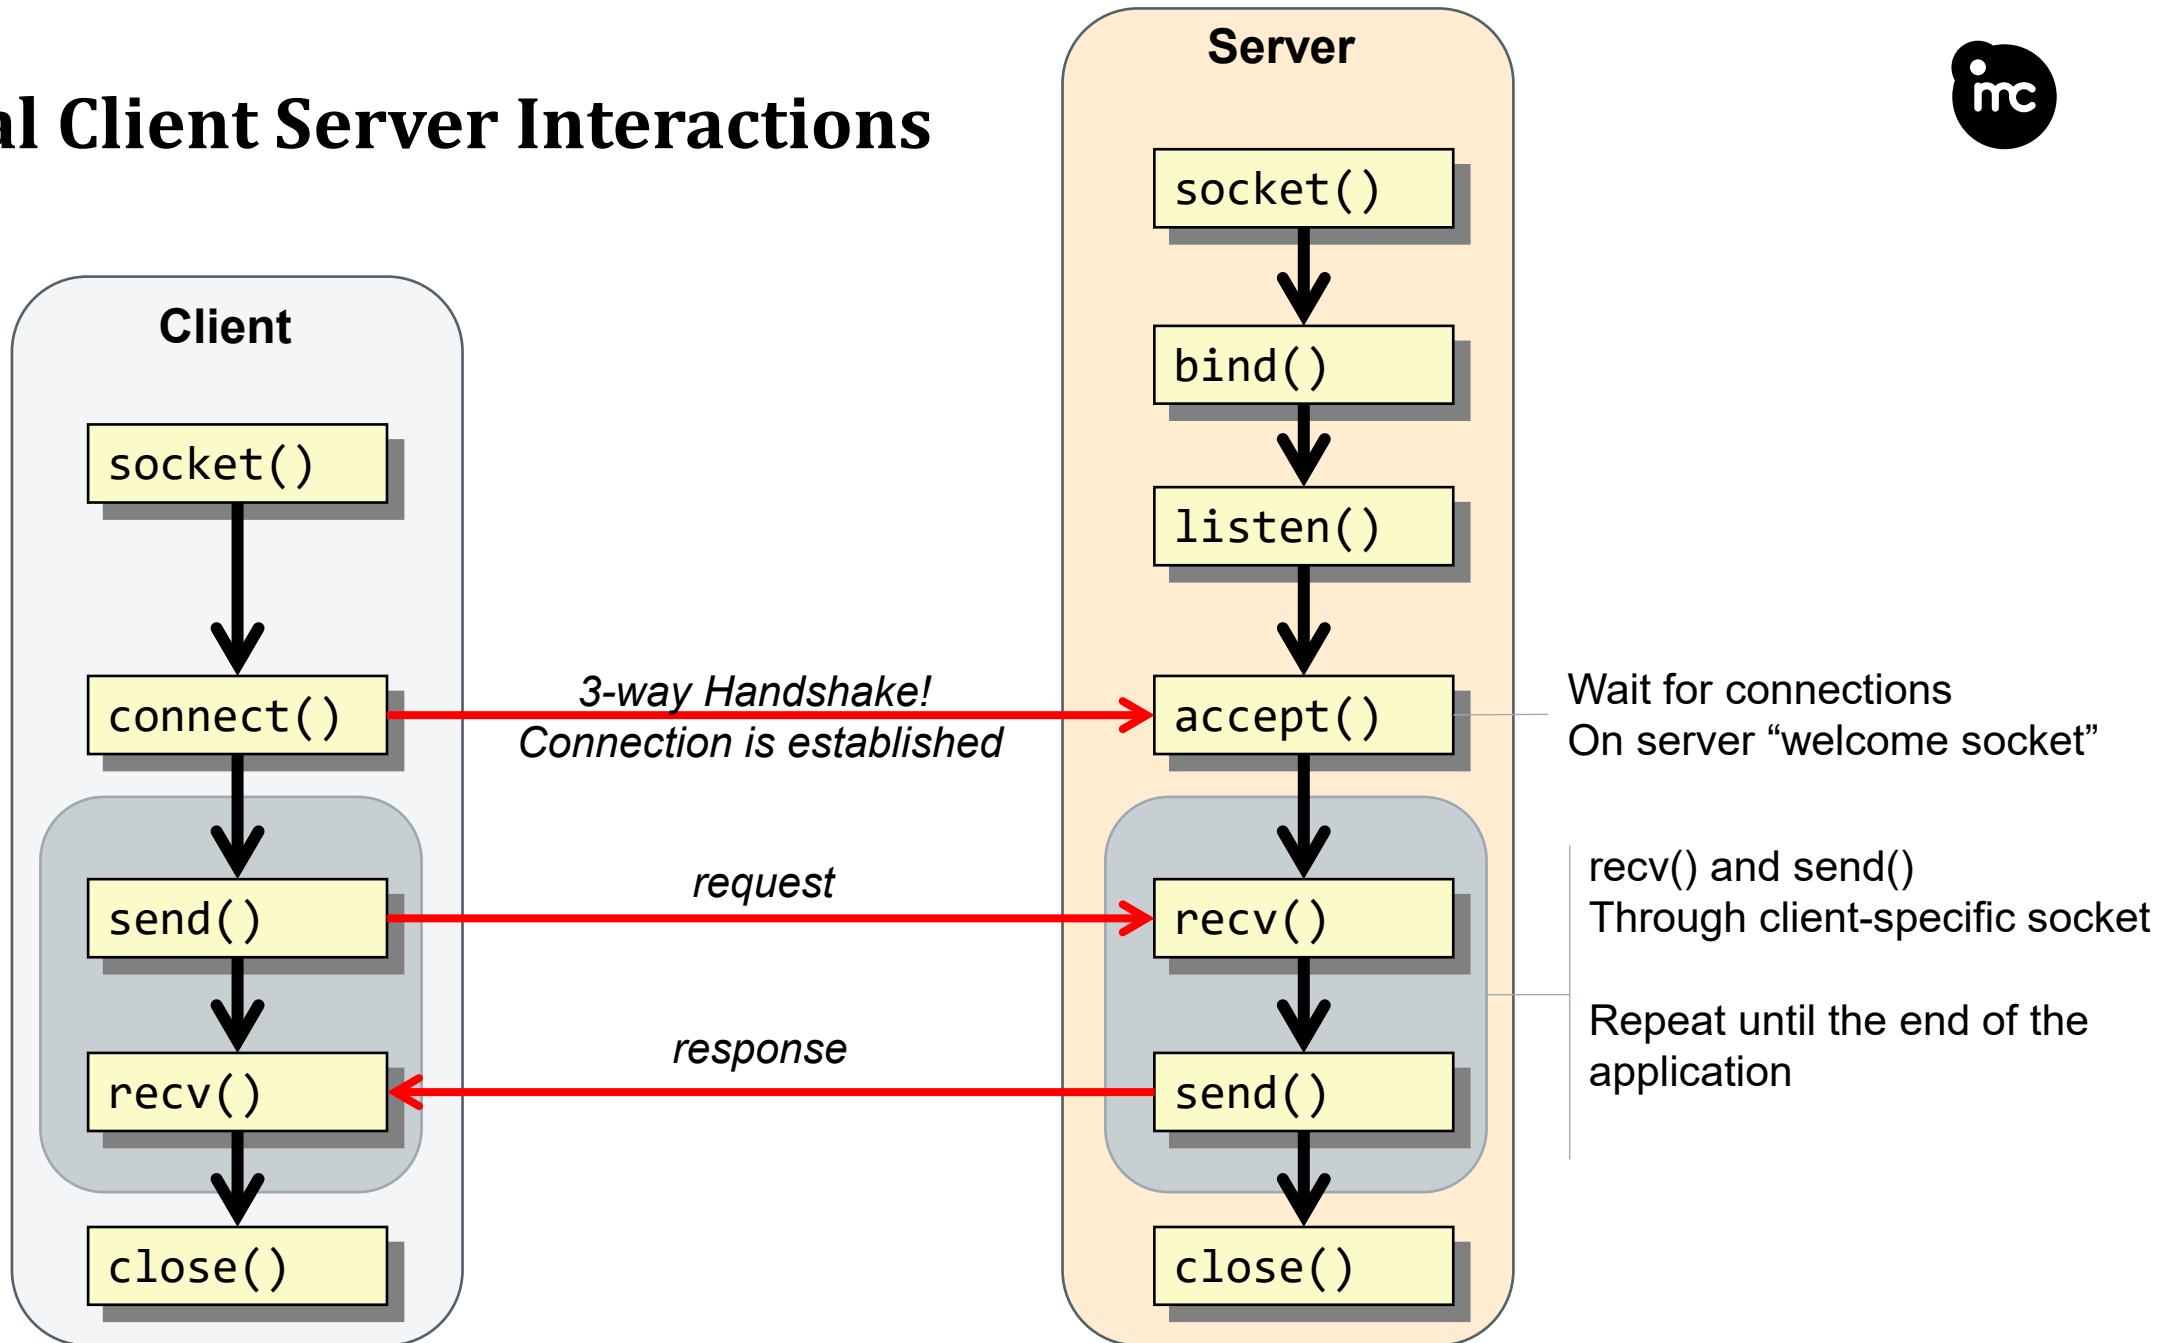 al Client Server Interactions
imc
Client
socket()
connect()
send()
recv()
close()
3-way Handshake!
Connection is established
request
response
Server
socket()
bind()
listen()
accept()
recv()
send()
close()
Wait for connections
On server “welcome socket”
recv() and send()
Through client-specific socket
Repeat until the end of the
application